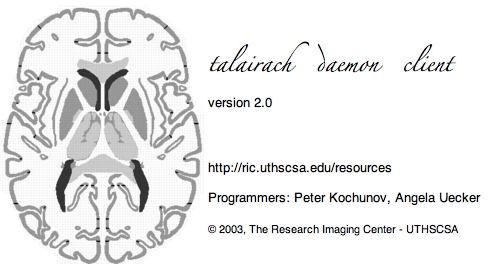 talairach daemon client
version 2.0
http://ric.uthscsa.edu/resources
Programmers: Peter Kochunov, Angela Uecker
© 2003, The Research Imaging Center - UTHSCSA